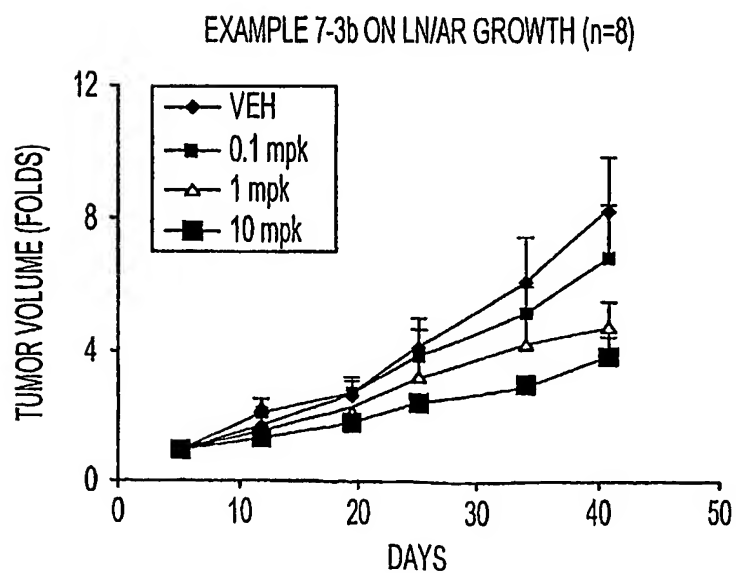 EXAMPLE 7-3b ON LN/AR GROWTH (n=8)
12
8
4
0
TUMOR VOLUME (FOLDS)
VEH
0.1 mpk
1 mpk
10 mpk
0 10 20 30 40 50
DAYS